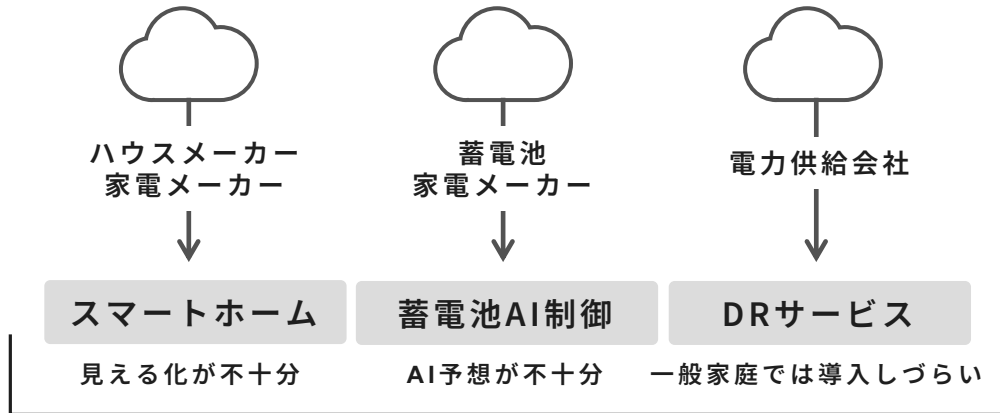 ハウスメーカー
家電メーカー
蓄電池
家電メーカー
電力供給会社
スマートホーム
蓄電池AI制御
DRサービス
見える化が不十分
AI予想が不十分
一般家庭では導入しづらい